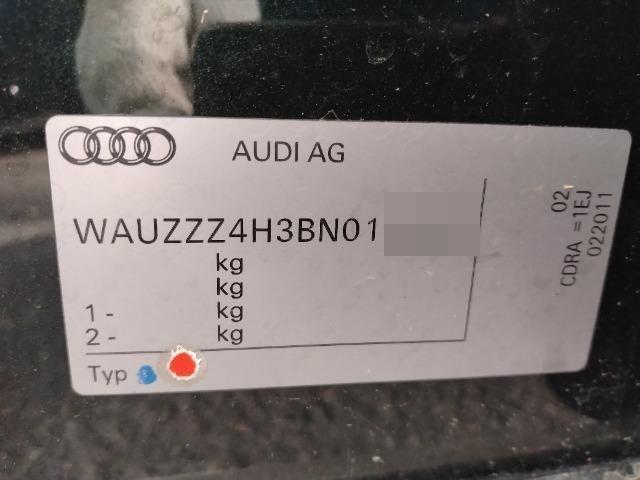 AUDI AG
WAUZZZ4H3BN01
kg
kg
1 - kg
2 - kg
Typ
02
CDRA =1EJ
022011